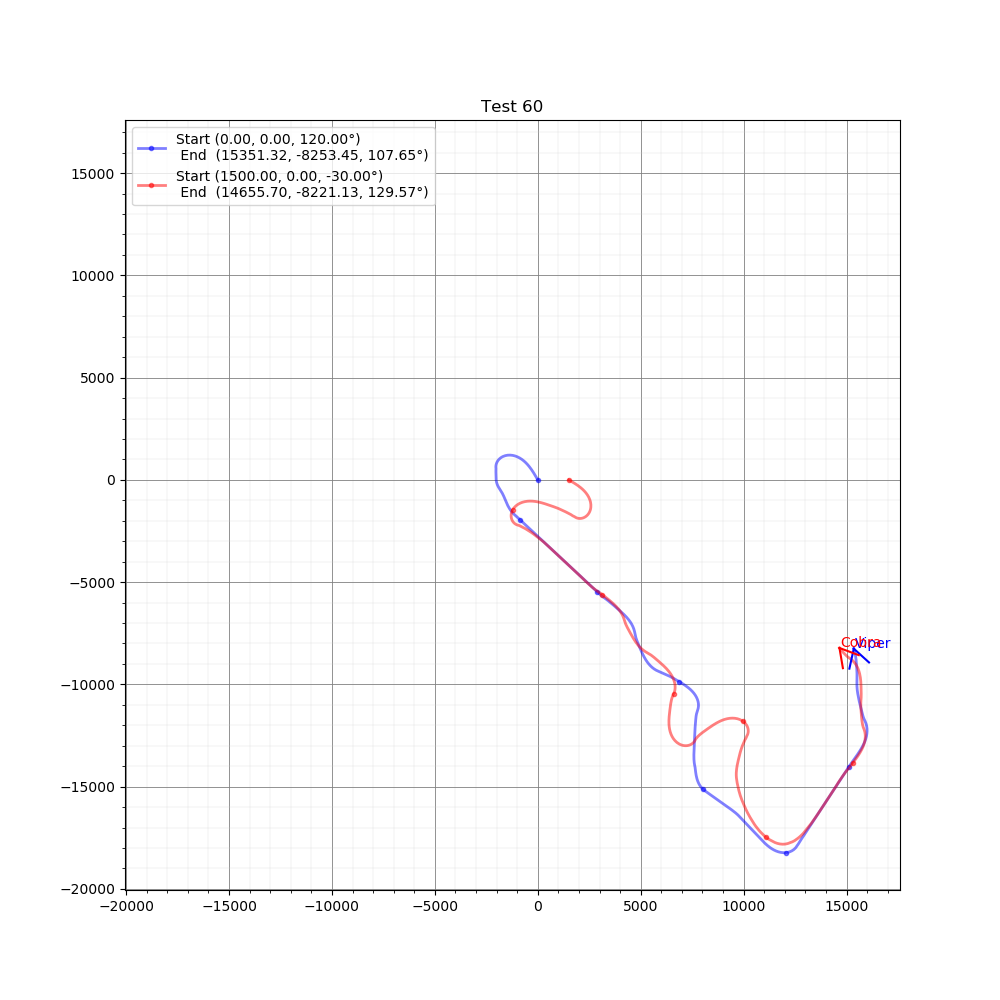 Test 60
Start (0.00, 0.00, 120.00°)
End (15351.32, -8253.45, 107.65°)
Start (1500.00, 0.00, -30.00°)
End (14655.70, -8221.13, 129.57°)
15000
10000
5000
0
−5000
−10000
−15000
−20000
Cobra
Viper
−20000 −15000 −10000 −5000 0 5000 10000 15000